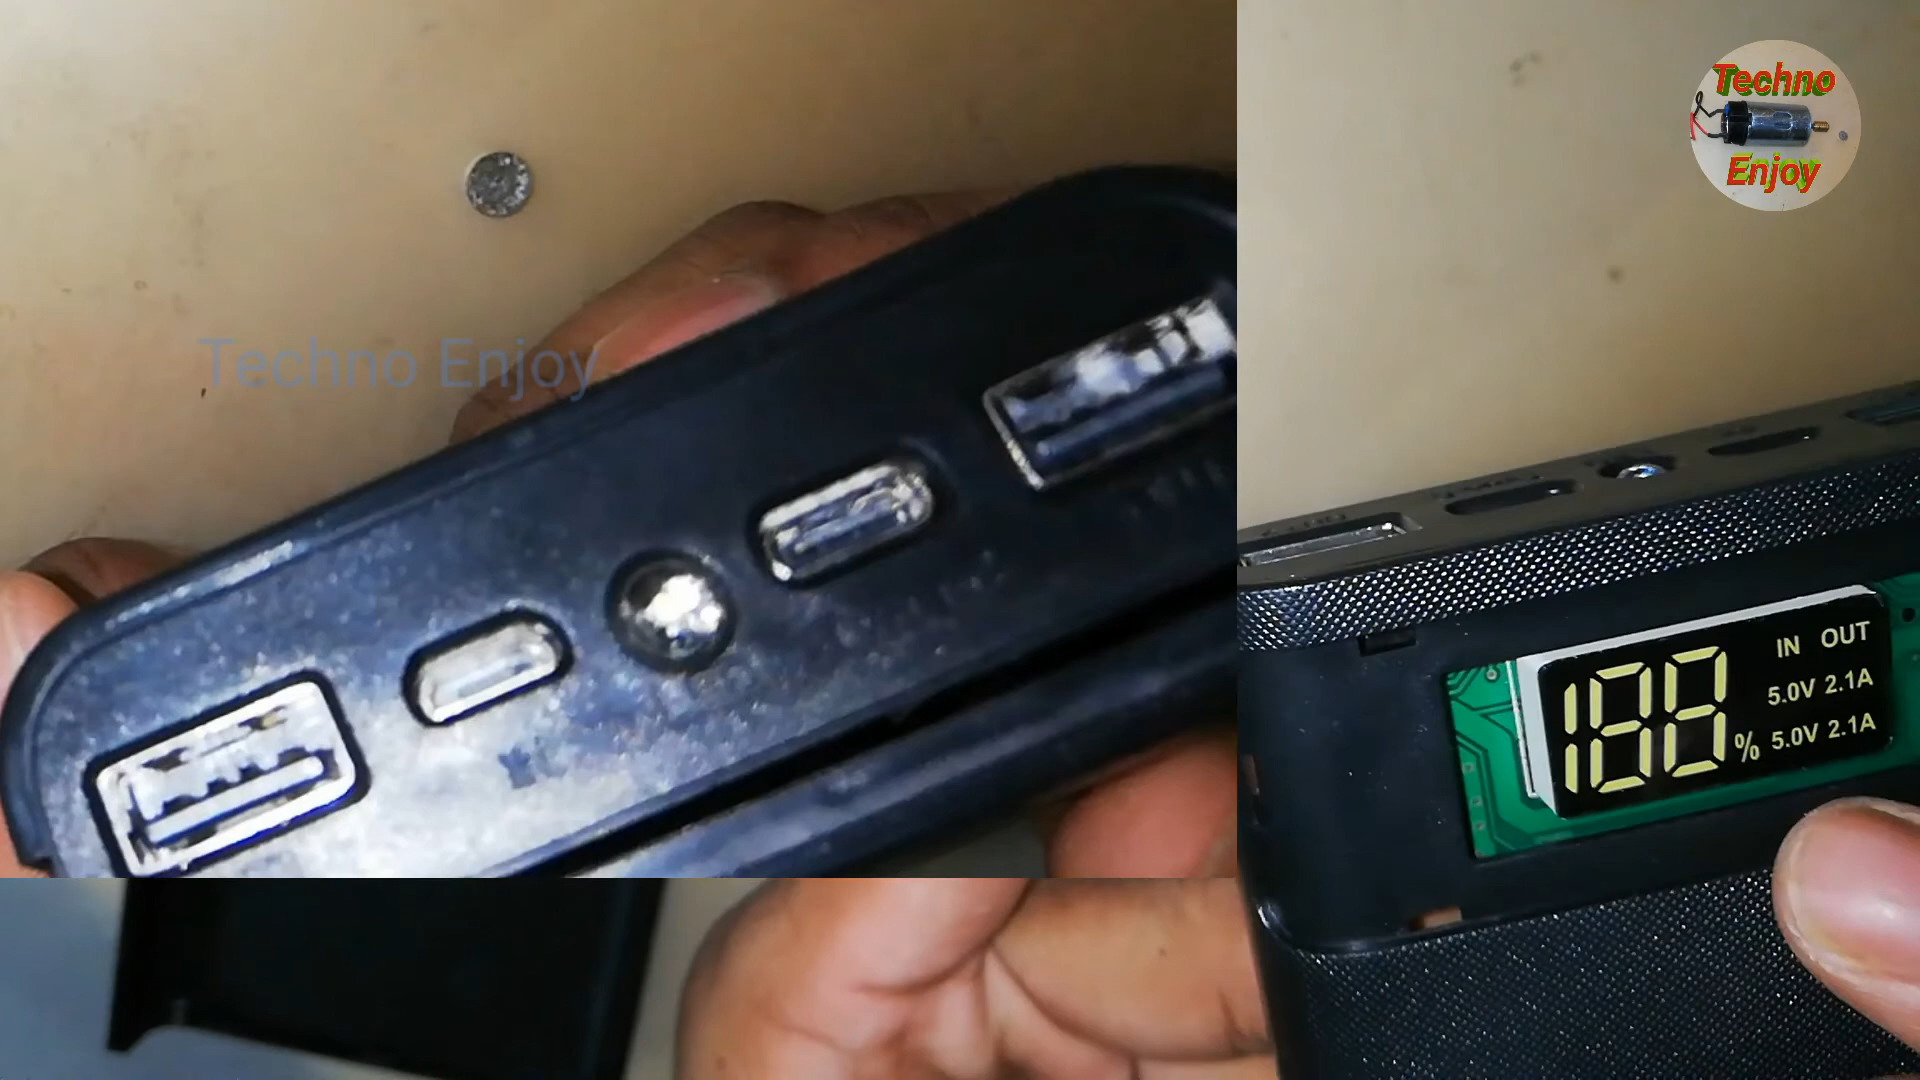 Techno
Enjoy
Techno Enjoy
188%
IN OUT
5.0V 2.1A
5.0V 2.1A